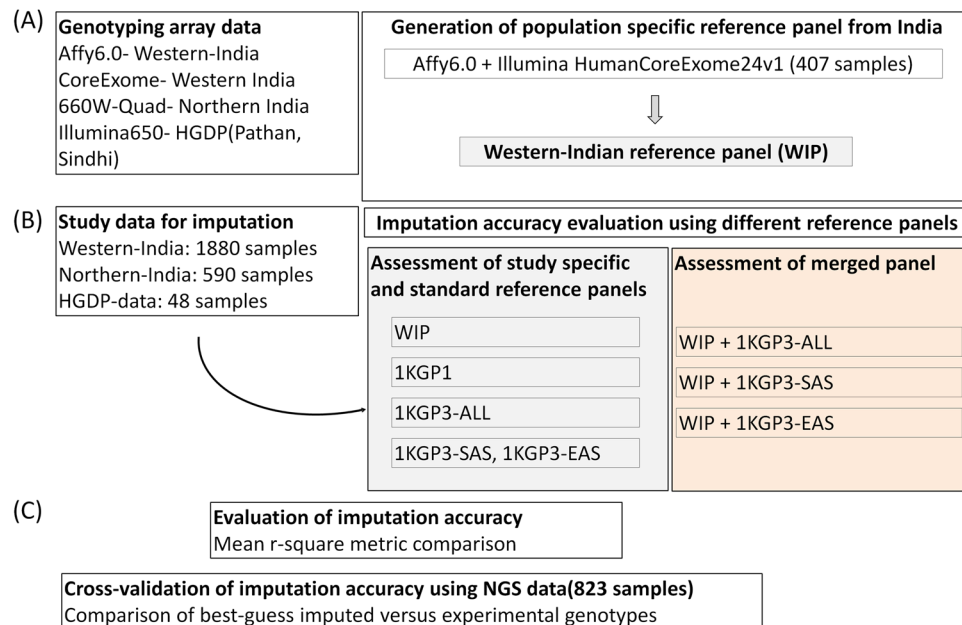 (A)
Genotyping array data
Affy6.0- Western-India
CoreExome- Western India
660W-Quad- Northern India
Illumina650- HGDP(Pathan,
Sindhi)
Generation of population specific reference panel from India
Affy6.0 + Illumina HumanCoreExome24v1 (407 samples)
Western-Indian reference panel (WIP)
(B)
Study data for imputation
Western-India: 1880 samples
Northern-India: 590 samples
HGDP-data: 48 samples
Imputation accuracy evaluation using different reference panels
Assessment of study specific
and standard reference panels
WIP
1KGP1
1KGP3-ALL
1KGP3-SAS, 1KGP3-EAS
Assessment of merged panel
WIP + 1KGP3-ALL
WIP + 1KGP3-SAS
WIP + 1KGP3-EAS
(C)
Evaluation of imputation accuracy
Mean r-square metric comparison
Cross-validation of imputation accuracy using NGS data(823 samples)
Comparison of best-guess imputed versus experimental genotypes